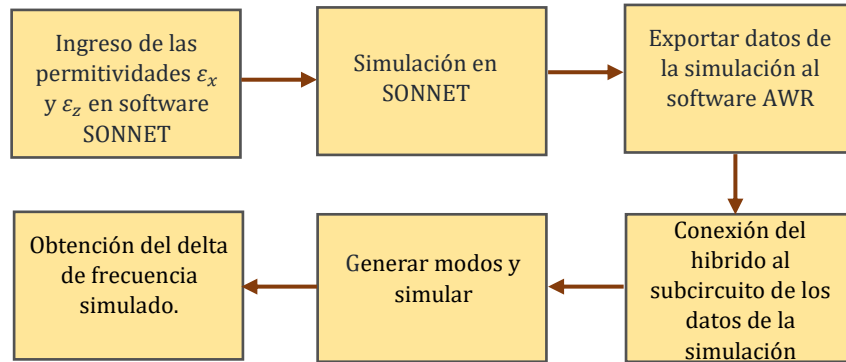 Ingreso de las
permitividades εₓ
y ε_z en software
SONNET
Simulación en
SONNET
Exportar datos de
la simulación al
software AWR
Conexión del
hibrido al
subcircuito de los
datos de la
simulación
Generar modos y
simular
Obtención del delta
de frecuencia
simulado.